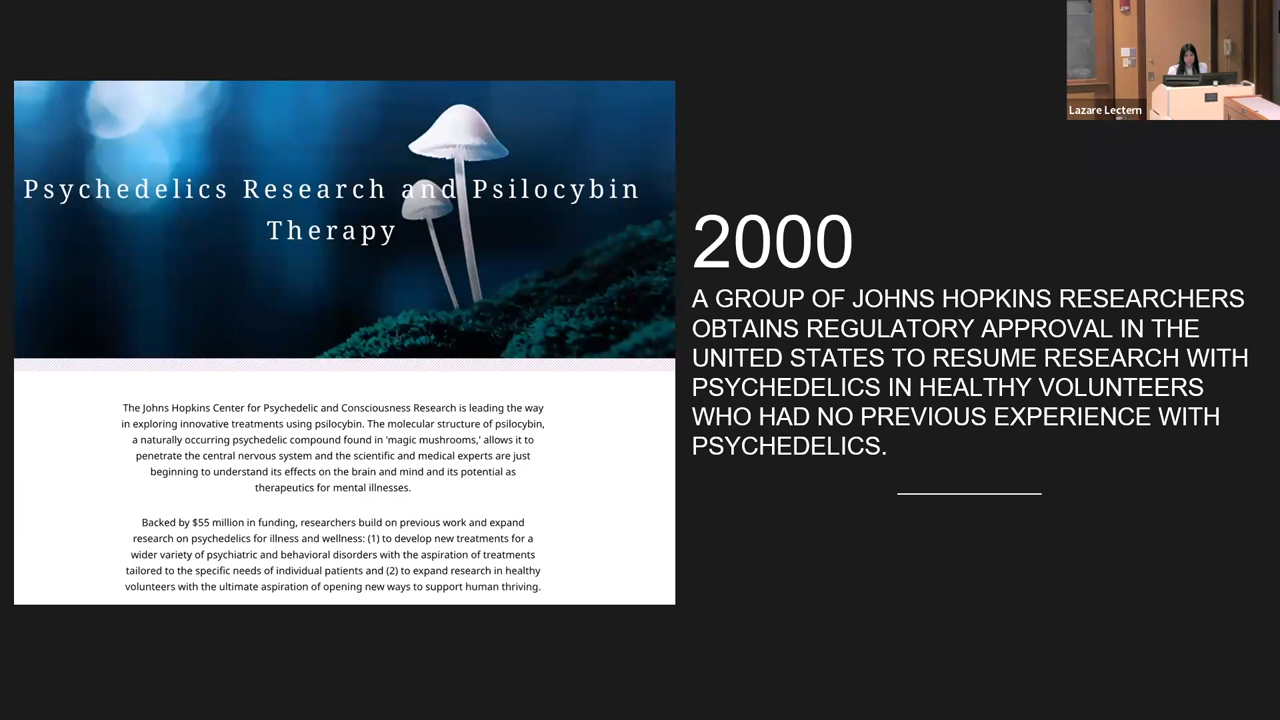 Lazare Lectern
Psychedelics Research and Psilocybin
Therapy
The Johns Hopkins Center for Psychedelic and Consciousness Research is leading the way
in exploring innovative treatments using psilocybin. The molecular structure of psilocybin,
a naturally occurring psychedelic compound found in 'magic mushrooms,' allows it to
penetrate the central nervous system and the scientific and medical experts are just
beginning to understand its effects on the brain and mind and its potential as
therapeutics for mental illnesses.
Backed by $55 million in funding, researchers build on previous work and expand
research on psychedelics for illness and wellness: (1) to develop new treatments for a
wider variety of psychiatric and behavioral disorders with the aspiration of treatments
tailored to the specific needs of individual patients and (2) to expand research in healthy
volunteers with the ultimate aspiration of opening new ways to support human thriving.
2000
A GROUP OF JOHNS HOPKINS RESEARCHERS
OBTAINS REGULATORY APPROVAL IN THE
UNITED STATES TO RESUME RESEARCH WITH
PSYCHEDELICS IN HEALTHY VOLUNTEERS
WHO HAD NO PREVIOUS EXPERIENCE WITH
PSYCHEDELICS.